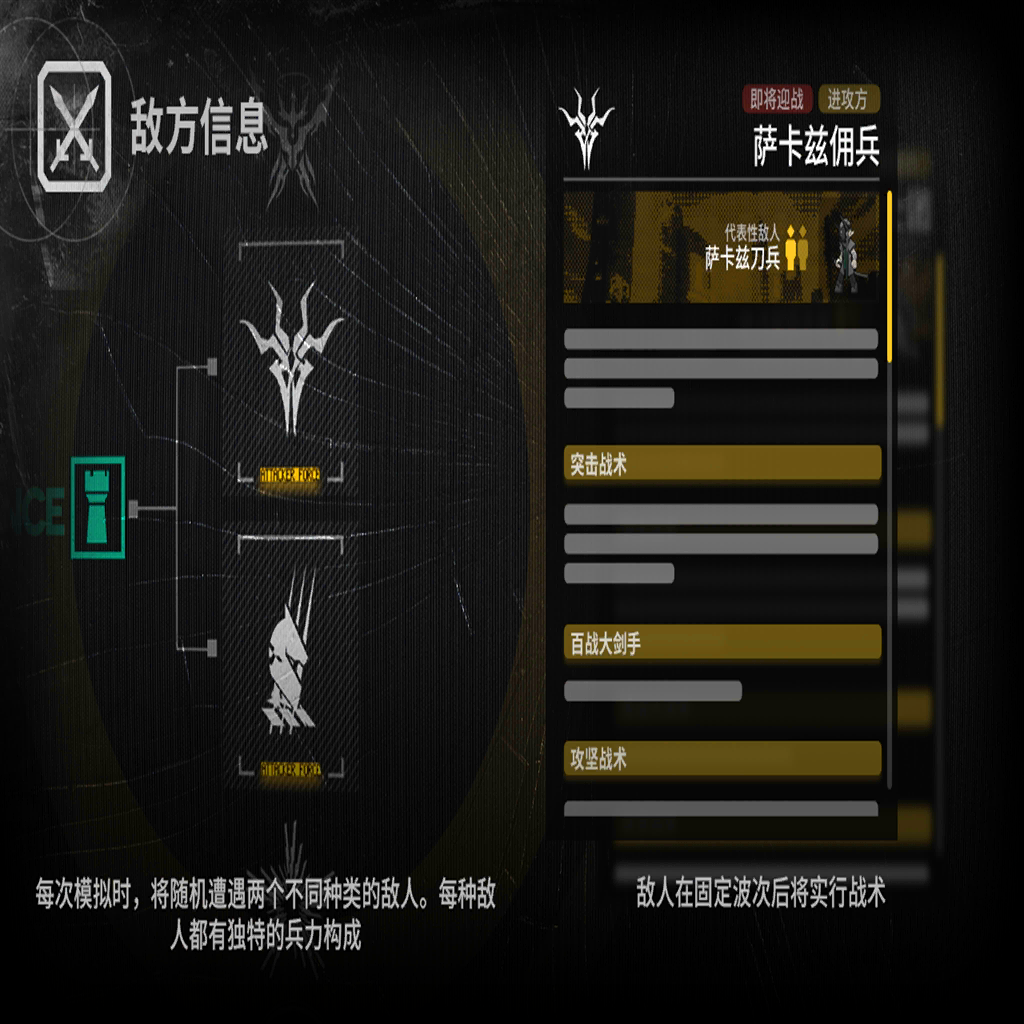 敌方信息
即将迎战
进攻方
萨卡兹佣兵
代表性敌人
萨卡兹刀兵
突击战术
百战大剑手
攻坚战术
ATTACKER FORCE
ATTACKER FORCE
每次模拟时，将随机遭遇两个不同种类的敌人。每种敌
人都有独特的兵力构成
敌人在固定波次后将实行战术